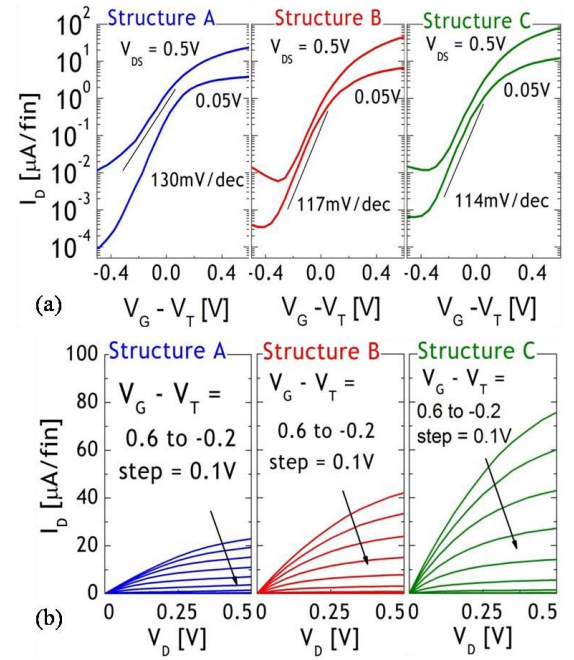 Structure A Structure B Structure C
V_DS = 0.5V V_DS = 0.5V V_DS = 0.5V
0.05V 0.05V 0.05V
130mV/dec 117mV/dec 114mV/dec
I_D [μA/fin]
10² 10¹ 10⁰ 10⁻¹ 10⁻² 10⁻³ 10⁻⁴
-0.4 0.0 0.4 -0.4 0.0 0.4 -0.4 0.0 0.4
(a) V_G - V_T [V] V_G - V_T [V] V_G - V_T [V]
Structure A Structure B Structure C
V_G - V_T = V_G - V_T = V_G - V_T =
0.6 to -0.2 0.6 to -0.2 0.6 to -0.2
step = 0.1V step = 0.1V step = 0.1V
I_D [μA/fin]
100
80
60
40
20
0
0 0.25 0.5 0 0.25 0.5 0 0.25 0.5
(b) V_D [V] V_D [V] V_D [V]